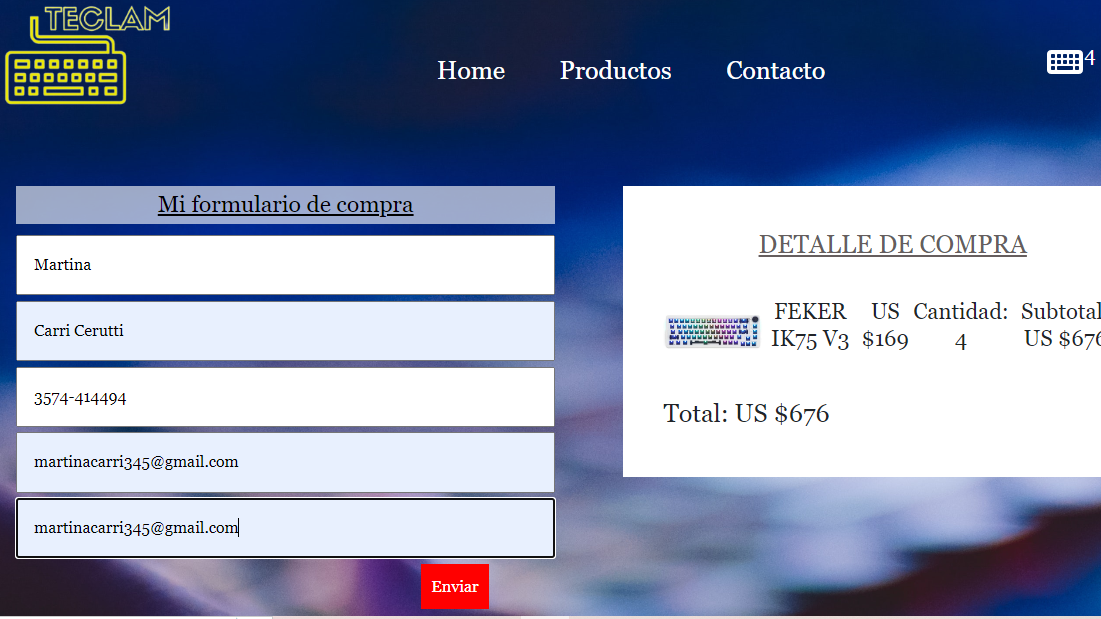 TECLAM
Home Productos Contacto
4
Mi formulario de compra
Martina
Carri Cerutti
3574-414494
martinacarri345@gmail.com
martinacarri345@gmail.com
Enviar
DETALLE DE COMPRA
FEKER US Cantidad: Subtotal
IK75 V3 $169 4 US $676
Total: US $676